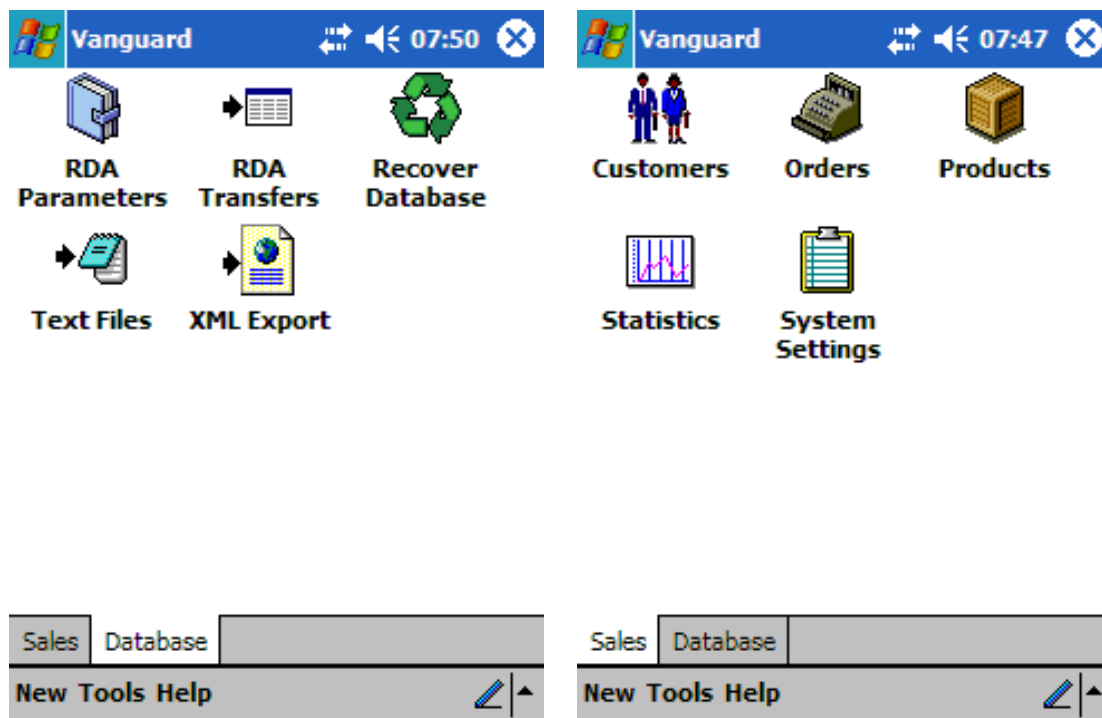 Vanguard 07:50
RDA
Parameters
RDA
Transfers
Recover
Database
Text Files
XML Export
Sales Database
New Tools Help
Vanguard 07:47
Customers
Orders
Products
Statistics
System
Settings
Sales Database
New Tools Help